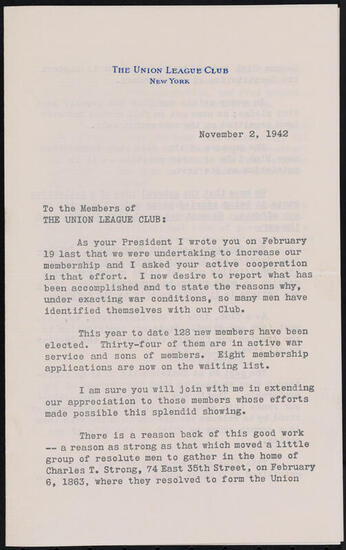 THE UNION LEAGUE CLUB
NEW YORK
November 2, 1942
To the Members of
THE UNION LEAGUE CLUB:
As your President I wrote you on February
19 last that we were undertaking to increase our
membership and I asked your active cooperation
in that effort. I now desire to report what has
been accomplished and to state the reasons why,
under exacting war conditions, so many men have
identified themselves with our Club.
This year to date 128 new members have been
elected. Thirty-four of them are in active war
service and sons of members. Eight membership
applications are now on the waiting list.
I am sure you will join with me in extending
our appreciation to those members whose efforts
made possible this splendid showing.
There is a reason back of this good work
-- a reason as strong as that which moved a little
group of resolute men to gather in the home of
Charles T. Strong, 74 East 35th Street, on February
6, 1863, where they resolved to form the Union